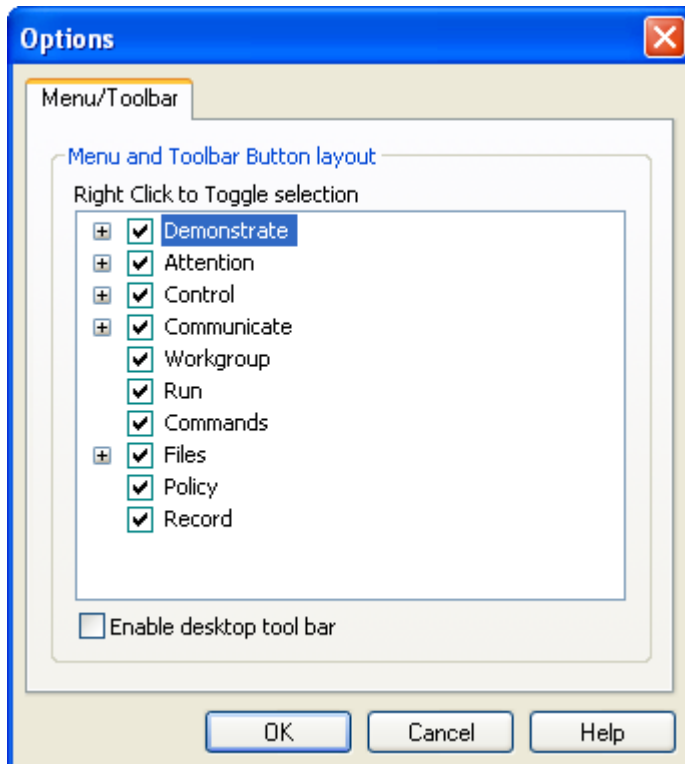 Options
Menu/Toolbar
Menu and Toolbar Button layout
Right Click to Toggle selection
Demonstrate
Attention
Control
Communicate
Workgroup
Run
Commands
Files
Policy
Record
Enable desktop tool bar
OK Cancel Help